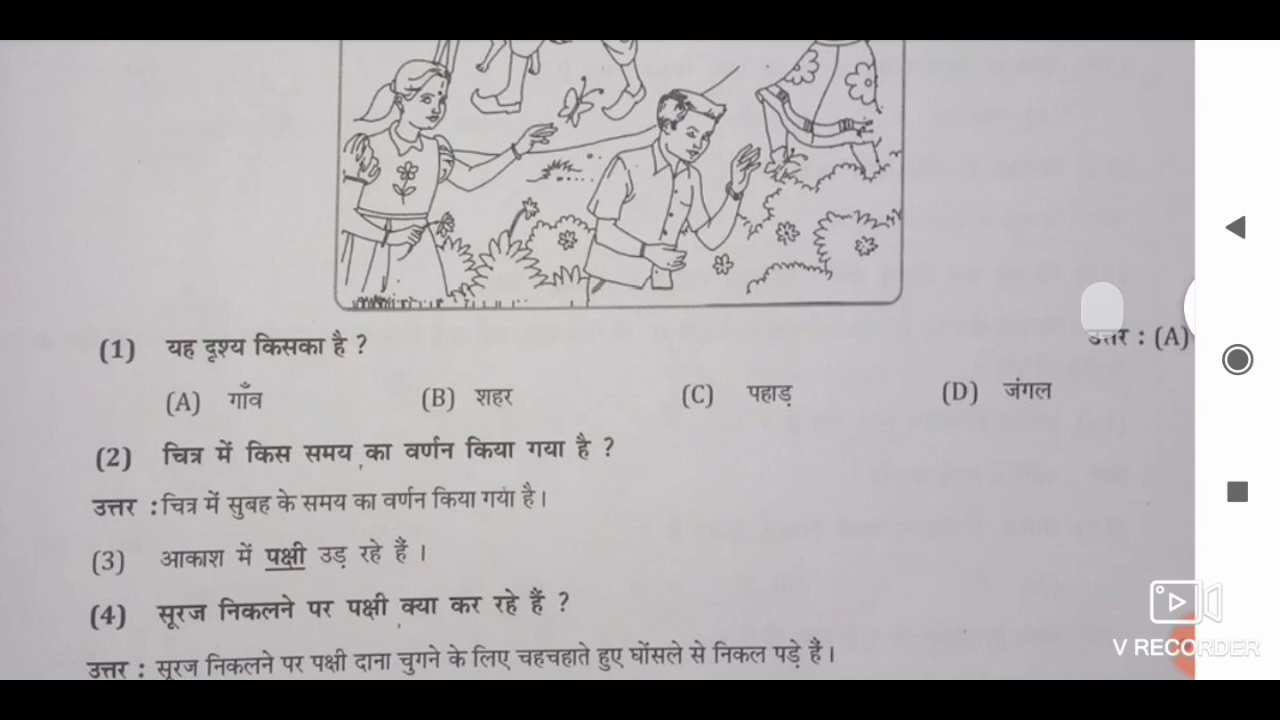 (1) यह दृश्य किसका है ? उत्तर : (A)
(A) गाँव (B) शहर (C) पहाड़ (D) जंगल
(2) चित्र में किस समय का वर्णन किया गया है ?
उत्तर : चित्र में सुबह के समय का वर्णन किया गया है।
(3) आकाश में पक्षी उड़ रहे हैं ।
(4) सूरज निकलने पर पक्षी क्या कर रहे हैं ?
उत्तर : सूरज निकलने पर पक्षी दाना चुगने के लिए चहचहाते हुए घोंसले से निकल पड़े हैं।
V RECORDER